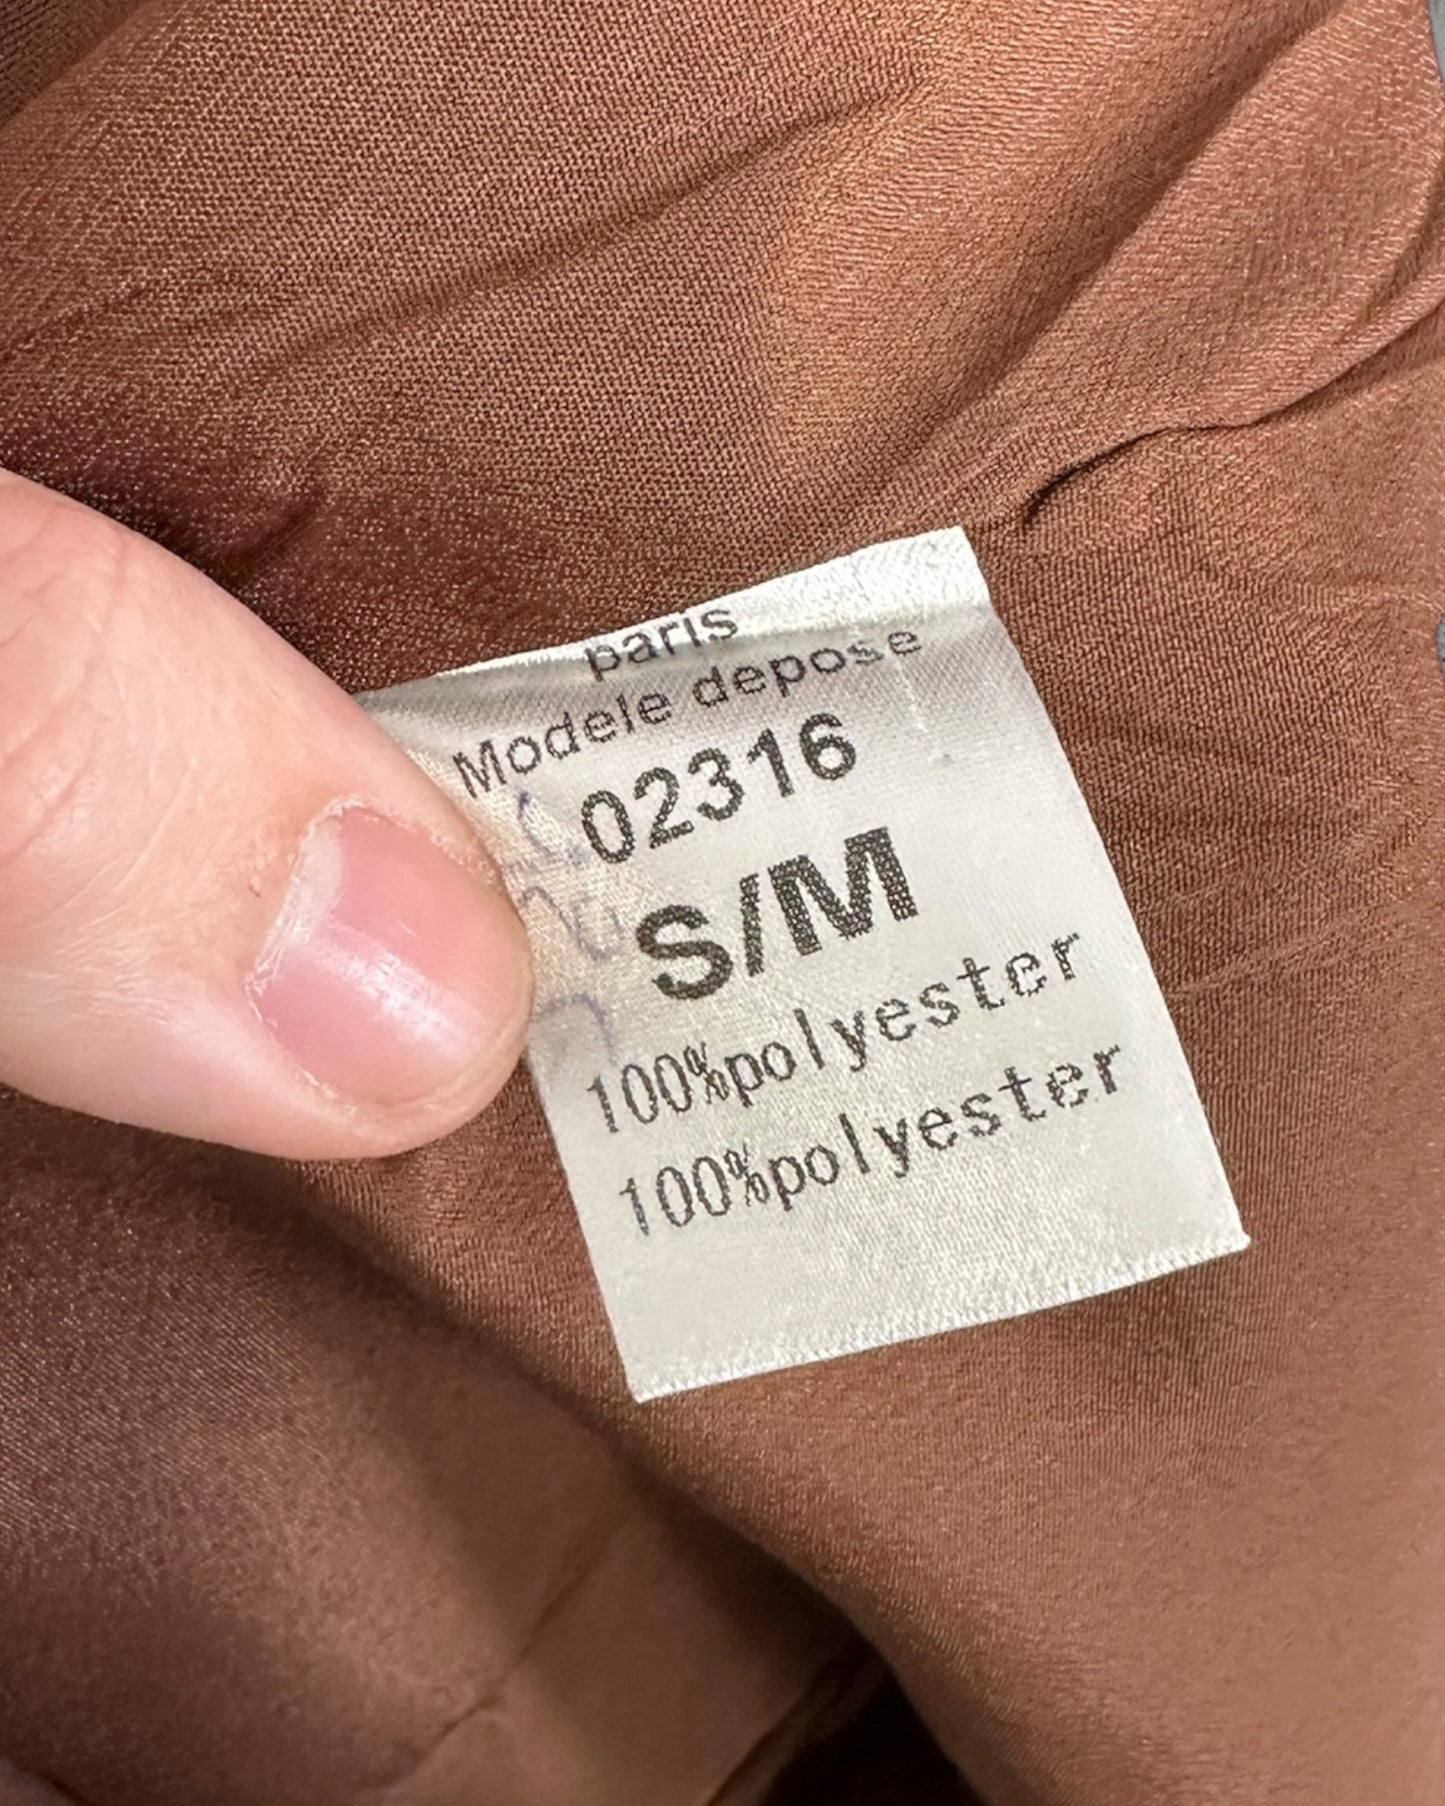 paris
Modele depose
02316
S/M
100%polyester
100%polyester